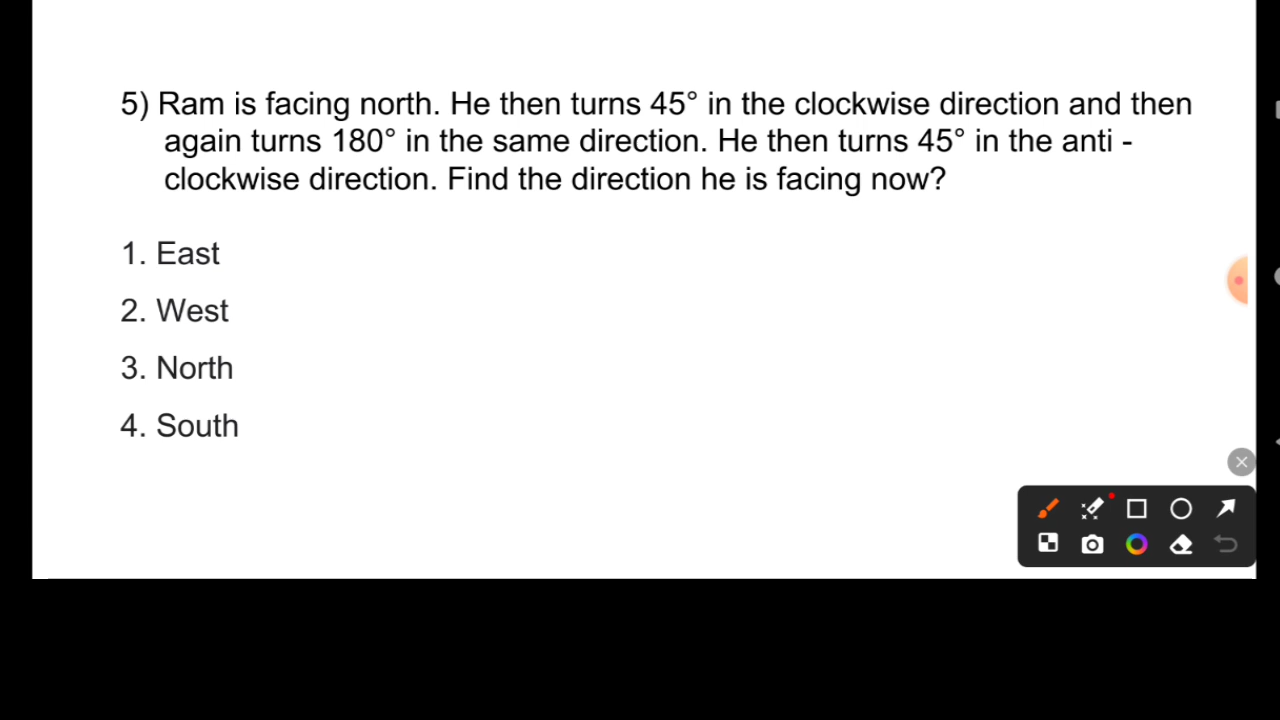 5) Ram is facing north. He then turns 45° in the clockwise direction and then
again turns 180° in the same direction. He then turns 45° in the anti -
clockwise direction. Find the direction he is facing now?
1. East
2. West
3. North
4. South